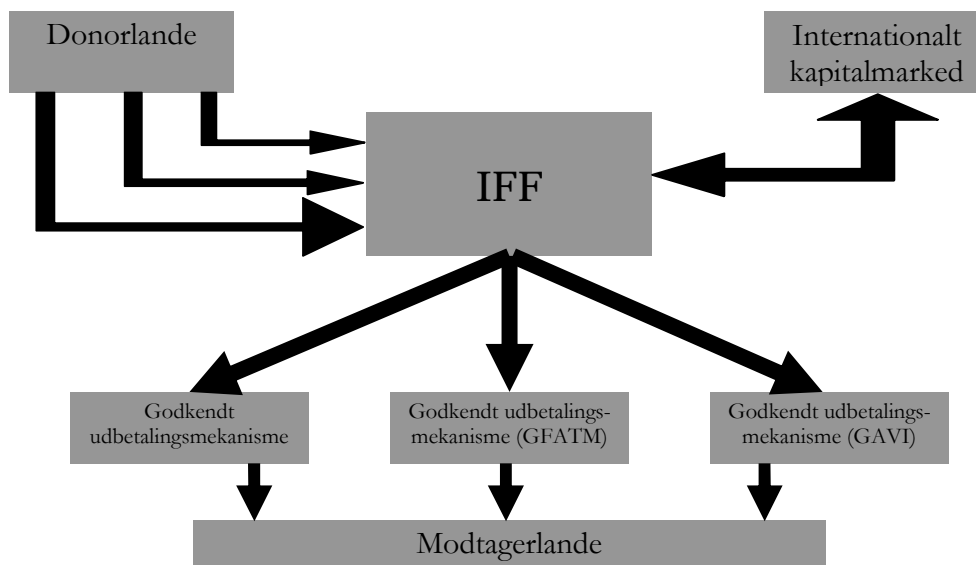 Donorlande
Internationalt
kapitalmarked
IFF
Godkendt
udbetalingsmekanisme
Godkendt udbetalings-
mekanisme (GFATM)
Godkendt udbetalings-
mekanisme (GAVI)
Modtagerlande